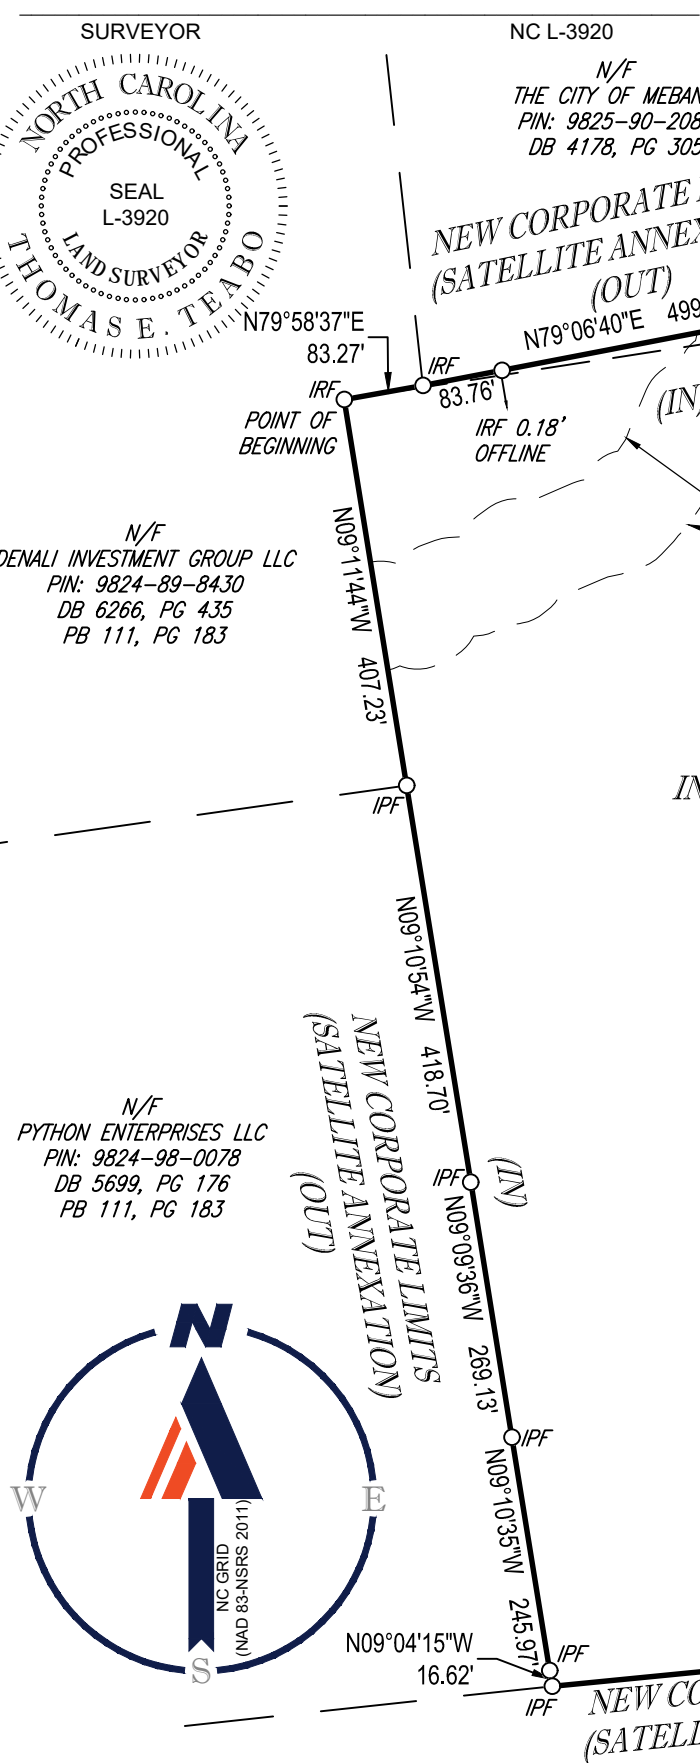 SURVEYOR
NC L-3920
NORTH CAROLINA
PROFESSIONAL
SEAL
L-3920
LAND SURVEYOR
THOMAS E. TEABO
N/F
THE CITY OF MEBAN
PIN: 9825-90-208
DB 4178, PG 305
NEW CORPORATE
(SATELLITE ANNEX
(OUT)
N79°58'37"E
83.27'
N79°06'40"E 499
IRF
IRF
83.76'
(IN)
POINT OF
BEGINNING
IRF 0.18'
OFFLINE
N/F
DENALI INVESTMENT GROUP LLC
PIN: 9824-89-8430
DB 6266, PG 435
PB 111, PG 183
N09°11'44"W 407.23'
IN
IPF
N09°10'54"W 418.70'
NEW CORPORATE LIMITS
(SATELLITE ANNEXATION)
(OUT)
N/F
PYTHON ENTERPRISES LLC
PIN: 9824-98-0078
DB 5699, PG 176
PB 111, PG 183
IPF
(IN)
N09°09'36"W 269.13'
N
W
E
S
NC GRID
(NAD 83-NSRS 2011)
IPF
N09°10'35"W 245.97'
N09°04'15"W
16.62'
IPF
IPF
NEW CO
(SATELLI